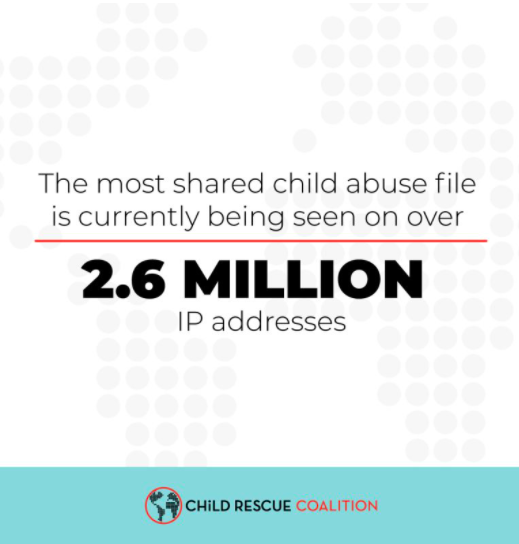 The most shared child abuse file
is currently being seen on over
2.6 MILLION
IP addresses
CHiLD RESCUE COALITION